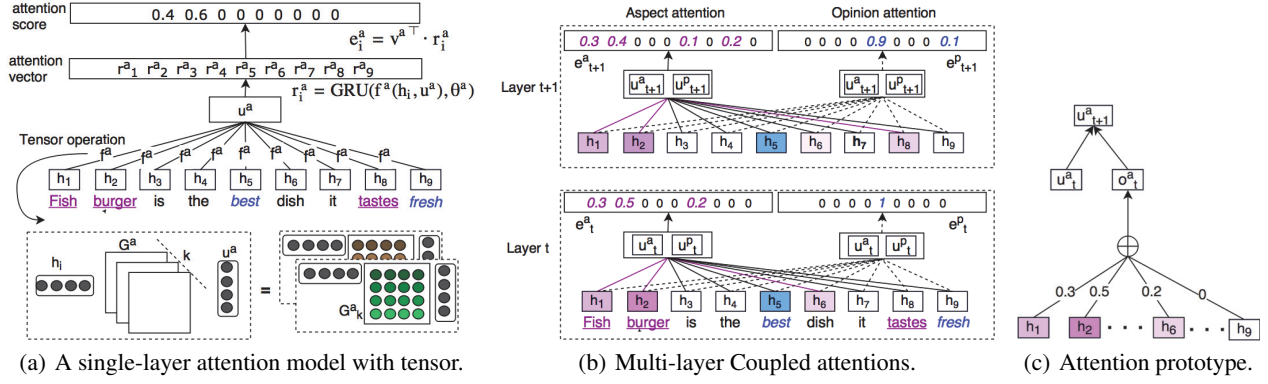 attention score
0.4 0.6 0 0 0 0 0 0 0
e^a_i = v^a⊤ · r^a_i
attention vector
r^a_1 r^a_2 r^a_3 r^a_4 r^a_5 r^a_6 r^a_7 r^a_8 r^a_9
r^a_i = GRU(f^a(h_i, u^a), θ^a)
u^a
Tensor operation
f^a f^a f^a f^a f^a f^a f^a f^a f^a
h_1 h_2 h_3 h_4 h_5 h_6 h_7 h_8 h_9
Fish burger is the best dish it tastes fresh
h_i G^a k u^a
=
G^a_k
(a) A single-layer attention model with tensor.
Aspect attention Opinion attention
0.3 0.4 0 0 0 0.1 0 0.2 0
0 0 0 0 0.9 0 0 0 0.1
e^a_t+1 e^p_t+1
Layer t+1
u^a_t+1 u^p_t+1 u^a_t+1 u^p_t+1
h_1 h_2 h_3 h_4 h_5 h_6 h_7 h_8 h_9
0.3 0.5 0 0 0 0.2 0 0 0
0 0 0 0 1 0 0 0 0
e^a_t e^p_t
Layer t
u^a_t u^p_t u^a_t u^p_t
h_1 h_2 h_3 h_4 h_5 h_6 h_7 h_8 h_9
Fish burger is the best dish it tastes fresh
(b) Multi-layer Coupled attentions.
u^a_t+1
u^a_t o^a_t
0.3 0.5 0.2 0
h_1 h_2 · · · h_6 · · · h_9
(c) Attention prototype.